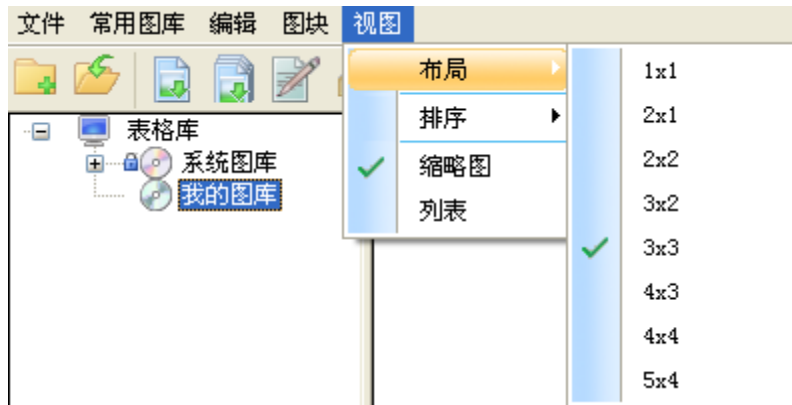 文件 常用图库 编辑 图块 视图
布局
排序
缩略图
列表
1x1
2x1
2x2
3x2
3x3
4x3
4x4
5x4
表格库
系统图库
我的图库